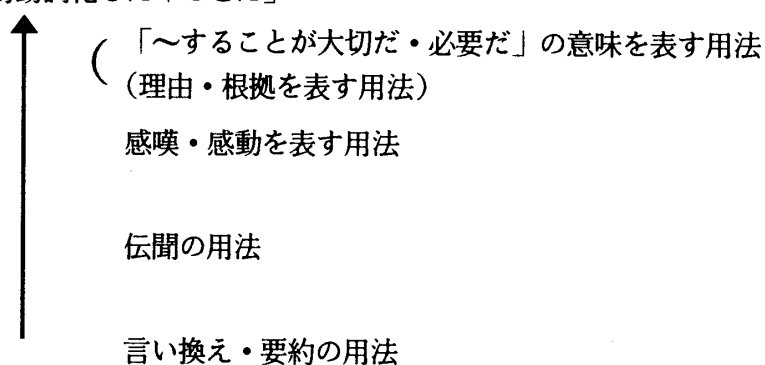 「~することが大切だ・必要だ」の意味を表す用法
(理由・根拠を表す用法)
感嘆・感動を表す用法
伝聞の用法
言い換え・要約の用法